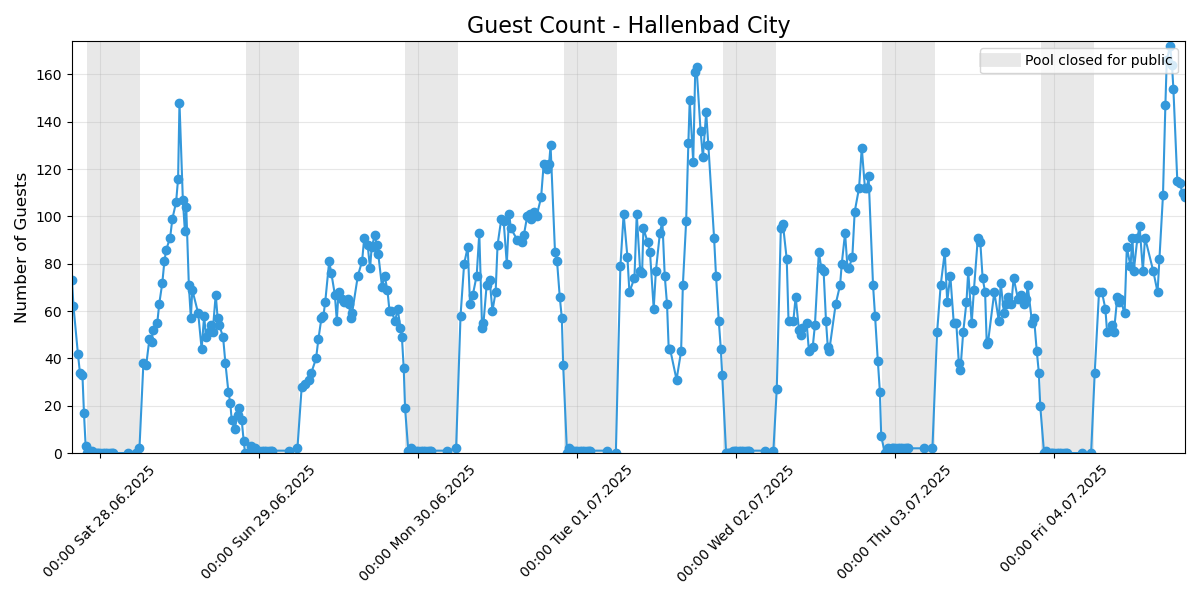 Guest Count - Hallenbad City
Pool closed for public
Number of Guests
160
140
120
100
80
60
40
20
0
00:00 Sat 28.06.2025
00:00 Sun 29.06.2025
00:00 Mon 30.06.2025
00:00 Tue 01.07.2025
00:00 Wed 02.07.2025
00:00 Thu 03.07.2025
00:00 Fri 04.07.2025